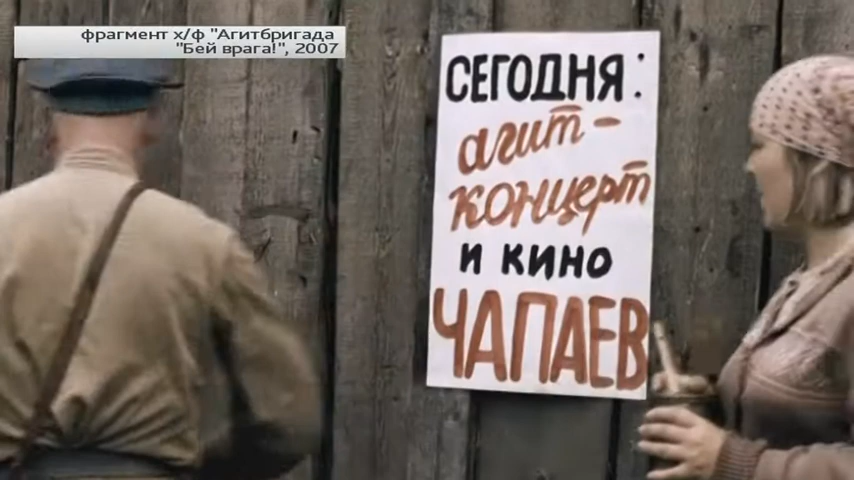 фрагмент х/ф "Агитбригада
"Бей врага!", 2007
СЕГОДНЯ:
агит-
концерт
и кино
ЧАПАЕВ